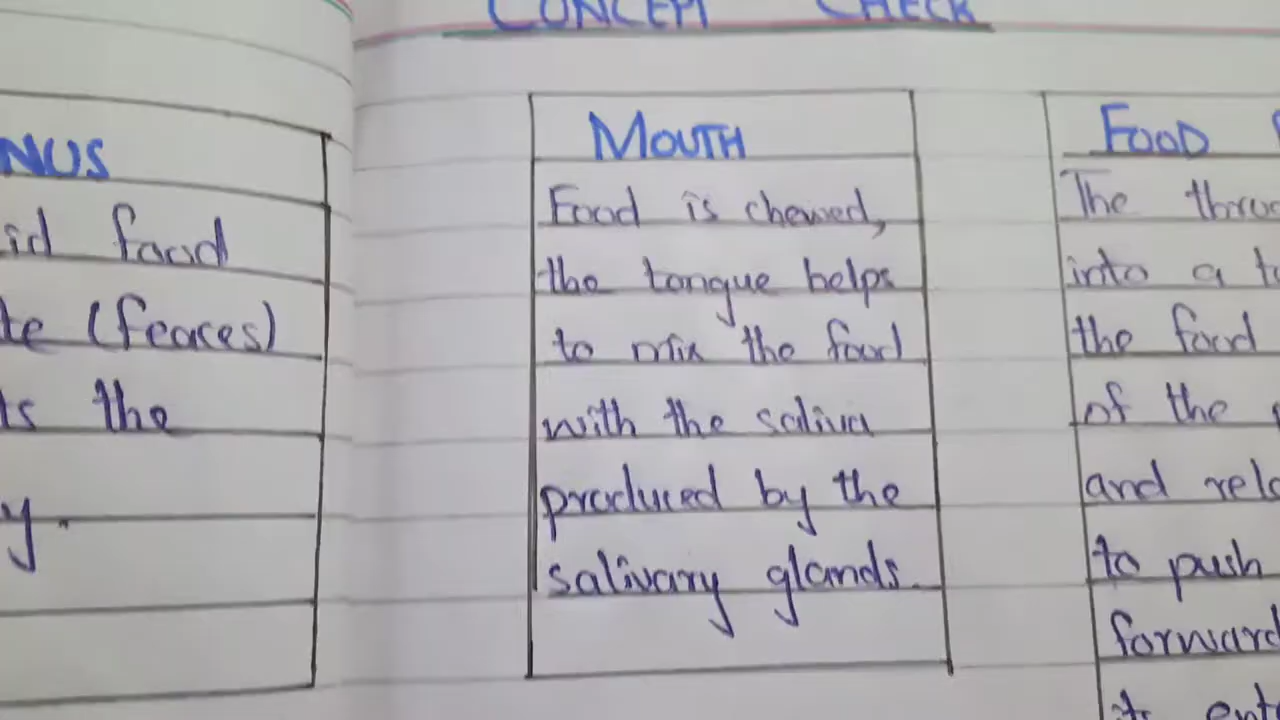 CONCEPT CHECK
NUS
id food
te (feaces)
ts the
y.
MOUTH
Food is chewed,
the tongue helps
to mix the food
with the saliva
produced by the
salivary glands.
FOOD
The
into a
the food
of the
and
to push
forward
its